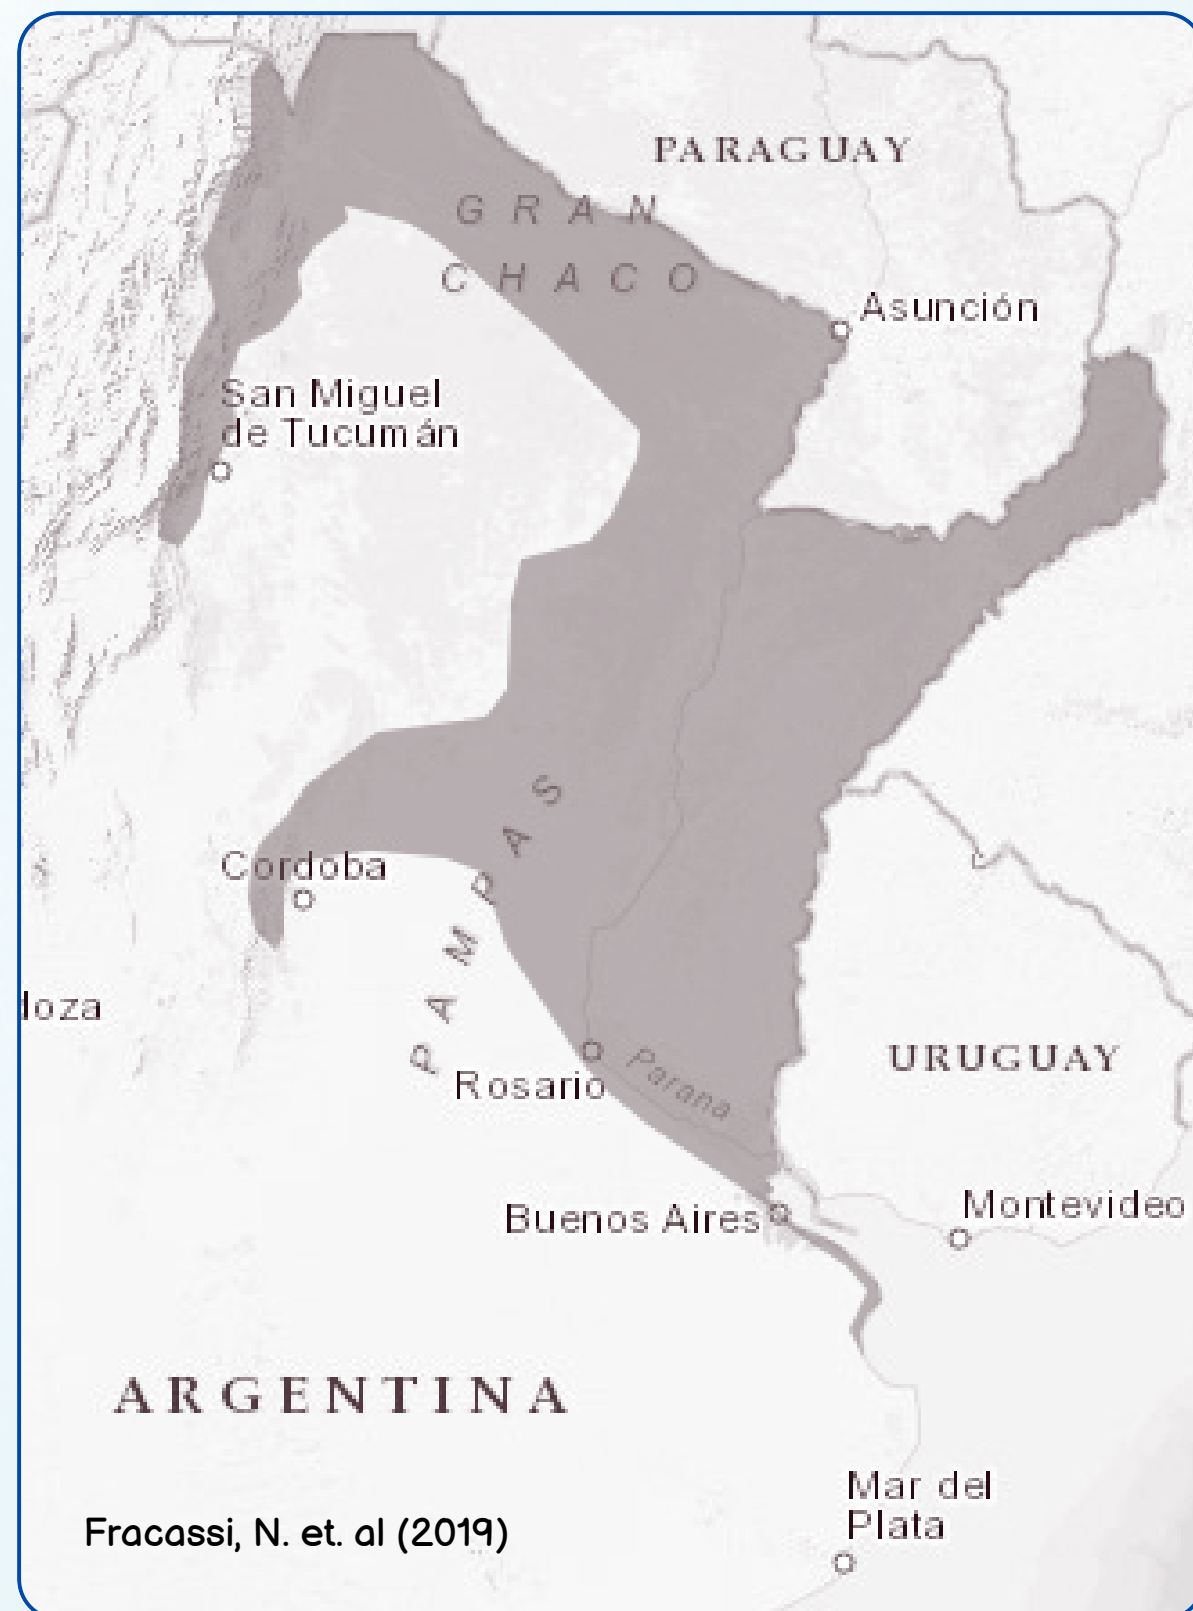 PARAGUAY
GRAN
CHACO
Asunción
San Miguel
de Tucumán
PAMPAS
Cordoba
doza
Rosario
Parana
URUGUAY
Buenos Aires
Montevideo
ARGENTINA
Mar del
Plata
Fracassi, N. et. al (2019)